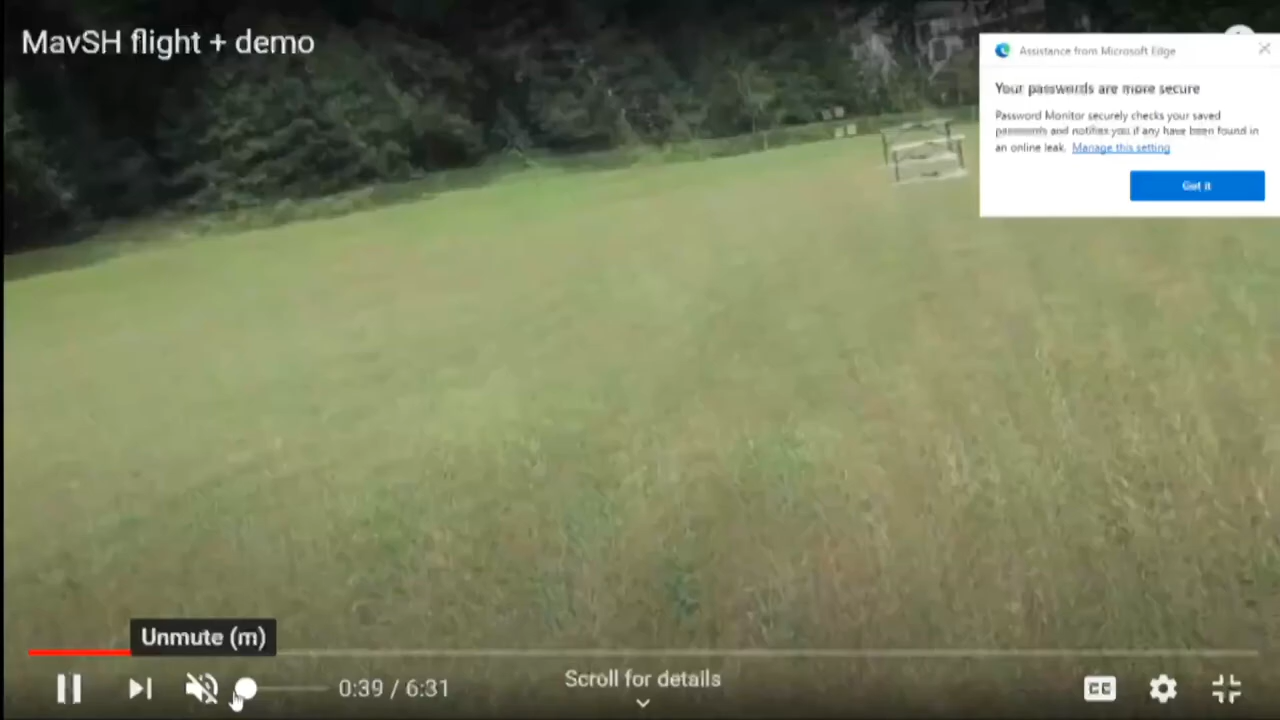 MavSH flight + demo
Assistance from Microsoft Edge
Your passwords are more secure
Password Monitor securely checks your saved
passwords and notifies you if any have been found in
an online leak. Manage this setting
Got it
Unmute (m)
0:39 / 6:31
Scroll for details
CC